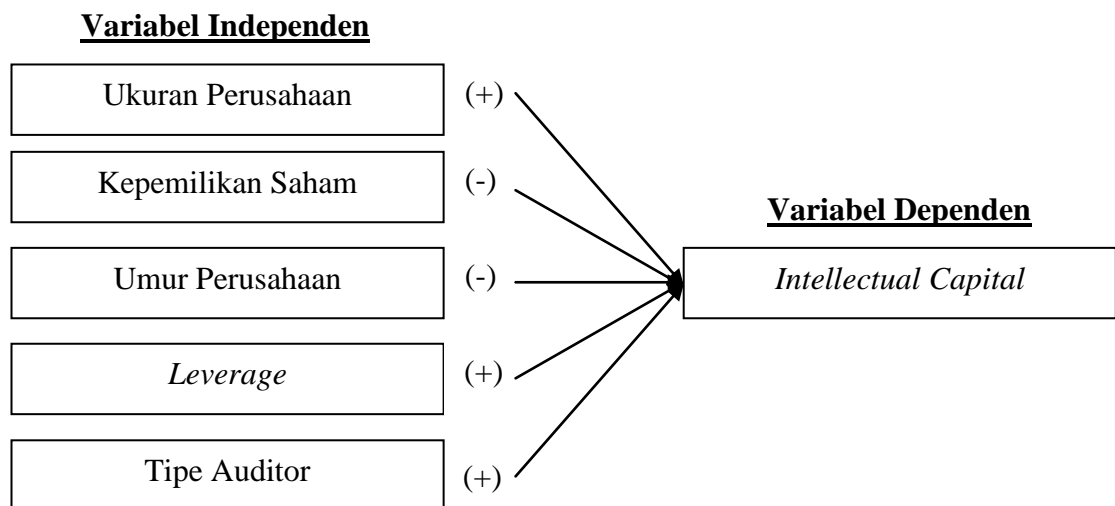 Variabel Independen
Ukuran Perusahaan (+)
Kepemilikan Saham (-)
Umur Perusahaan (-)
Leverage (+)
Tipe Auditor (+)
Variabel Dependen
Intellectual Capital